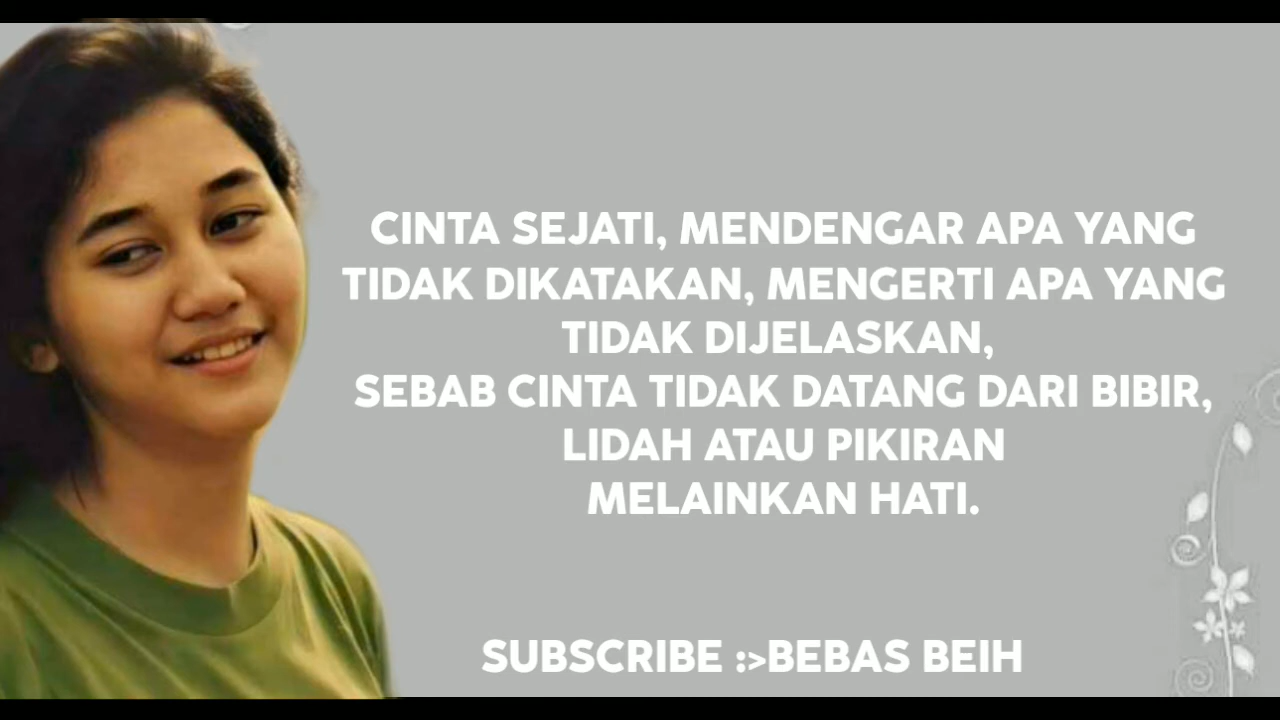 CINTA SEJATI, MENDENGAR APA YANG
TIDAK DIKATAKAN, MENGERTI APA YANG
TIDAK DIJELASKAN,
SEBAB CINTA TIDAK DATANG DARI BIBIR,
LIDAH ATAU PIKIRAN
MELAINKAN HATI.
SUBSCRIBE :>BEBAS BEIH